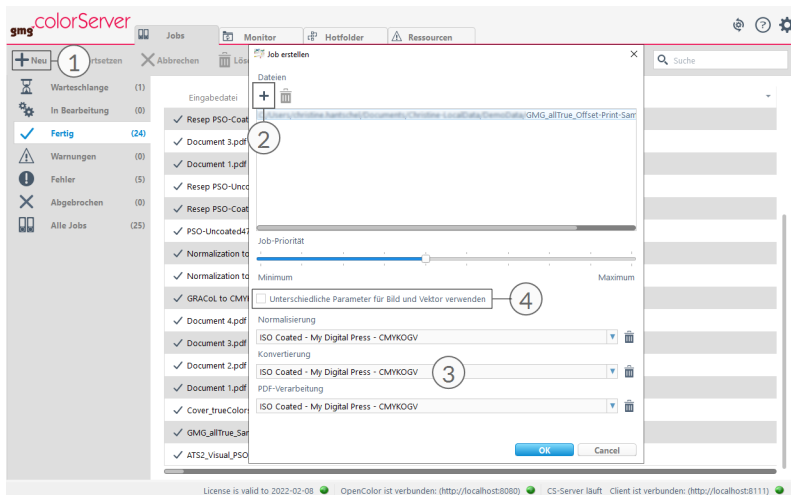 gmg colorServer
Jobs
Monitor
Hotfolder
Ressourcen
Neu
1
rtsetzen
Abbrechen
Lös
Suche
Warteschlange (1)
In Bearbeitung (0)
Fertig (24)
Warnungen (0)
Fehler (5)
Abgebrochen (0)
Alle Jobs (25)
Eingabedatei
Resep PSO-Coat
Document 3.pdf
Document 1.pdf
Resep PSO-Unco
Resep PSO-Coat
PSO-Uncoated47
Normalization to
Normalization to
GRACoL to CMYK
Document 4.pdf
Document 3.pdf
Document 2.pdf
Document 1.pdf
Cover_trueColors
GMG_allTrue_Sar
ATS2_Visual_PSO
Job erstellen
Dateien
2
GMG_allTrue_Offset-Print-Sam
Job-Priorität
Minimum Maximum
Unterschiedliche Parameter für Bild und Vektor verwenden
4
Normalisierung
ISO Coated - My Digital Press - CMYKOGV
Konvertierung
ISO Coated - My Digital Press - CMYKOGV
3
PDF-Verarbeitung
ISO Coated - My Digital Press - CMYKOGV
OK Cancel
License is valid to 2022-02-08 OpenColor ist verbunden: (http://localhost:8080) CS-Server läuft Client ist verbunden: (http://localhost:8111)